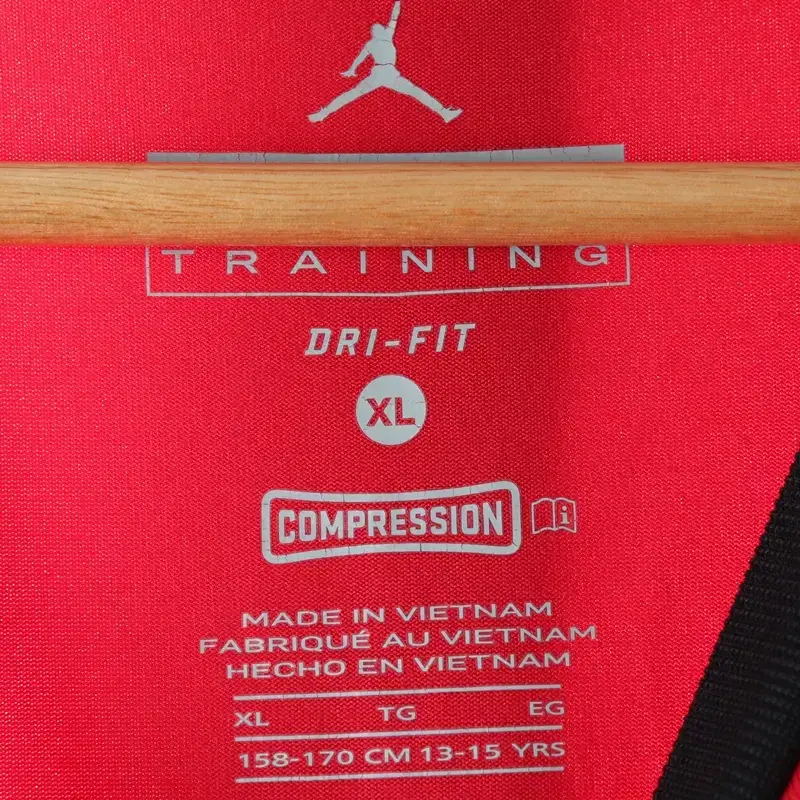 TRAINING
DRI-FIT
XL
COMPRESSION
MADE IN VIETNAM
FABRIQUÉ AU VIETNAM
HECHO EN VIETNAM
XL TG EG
158-170 CM 13-15 YRS